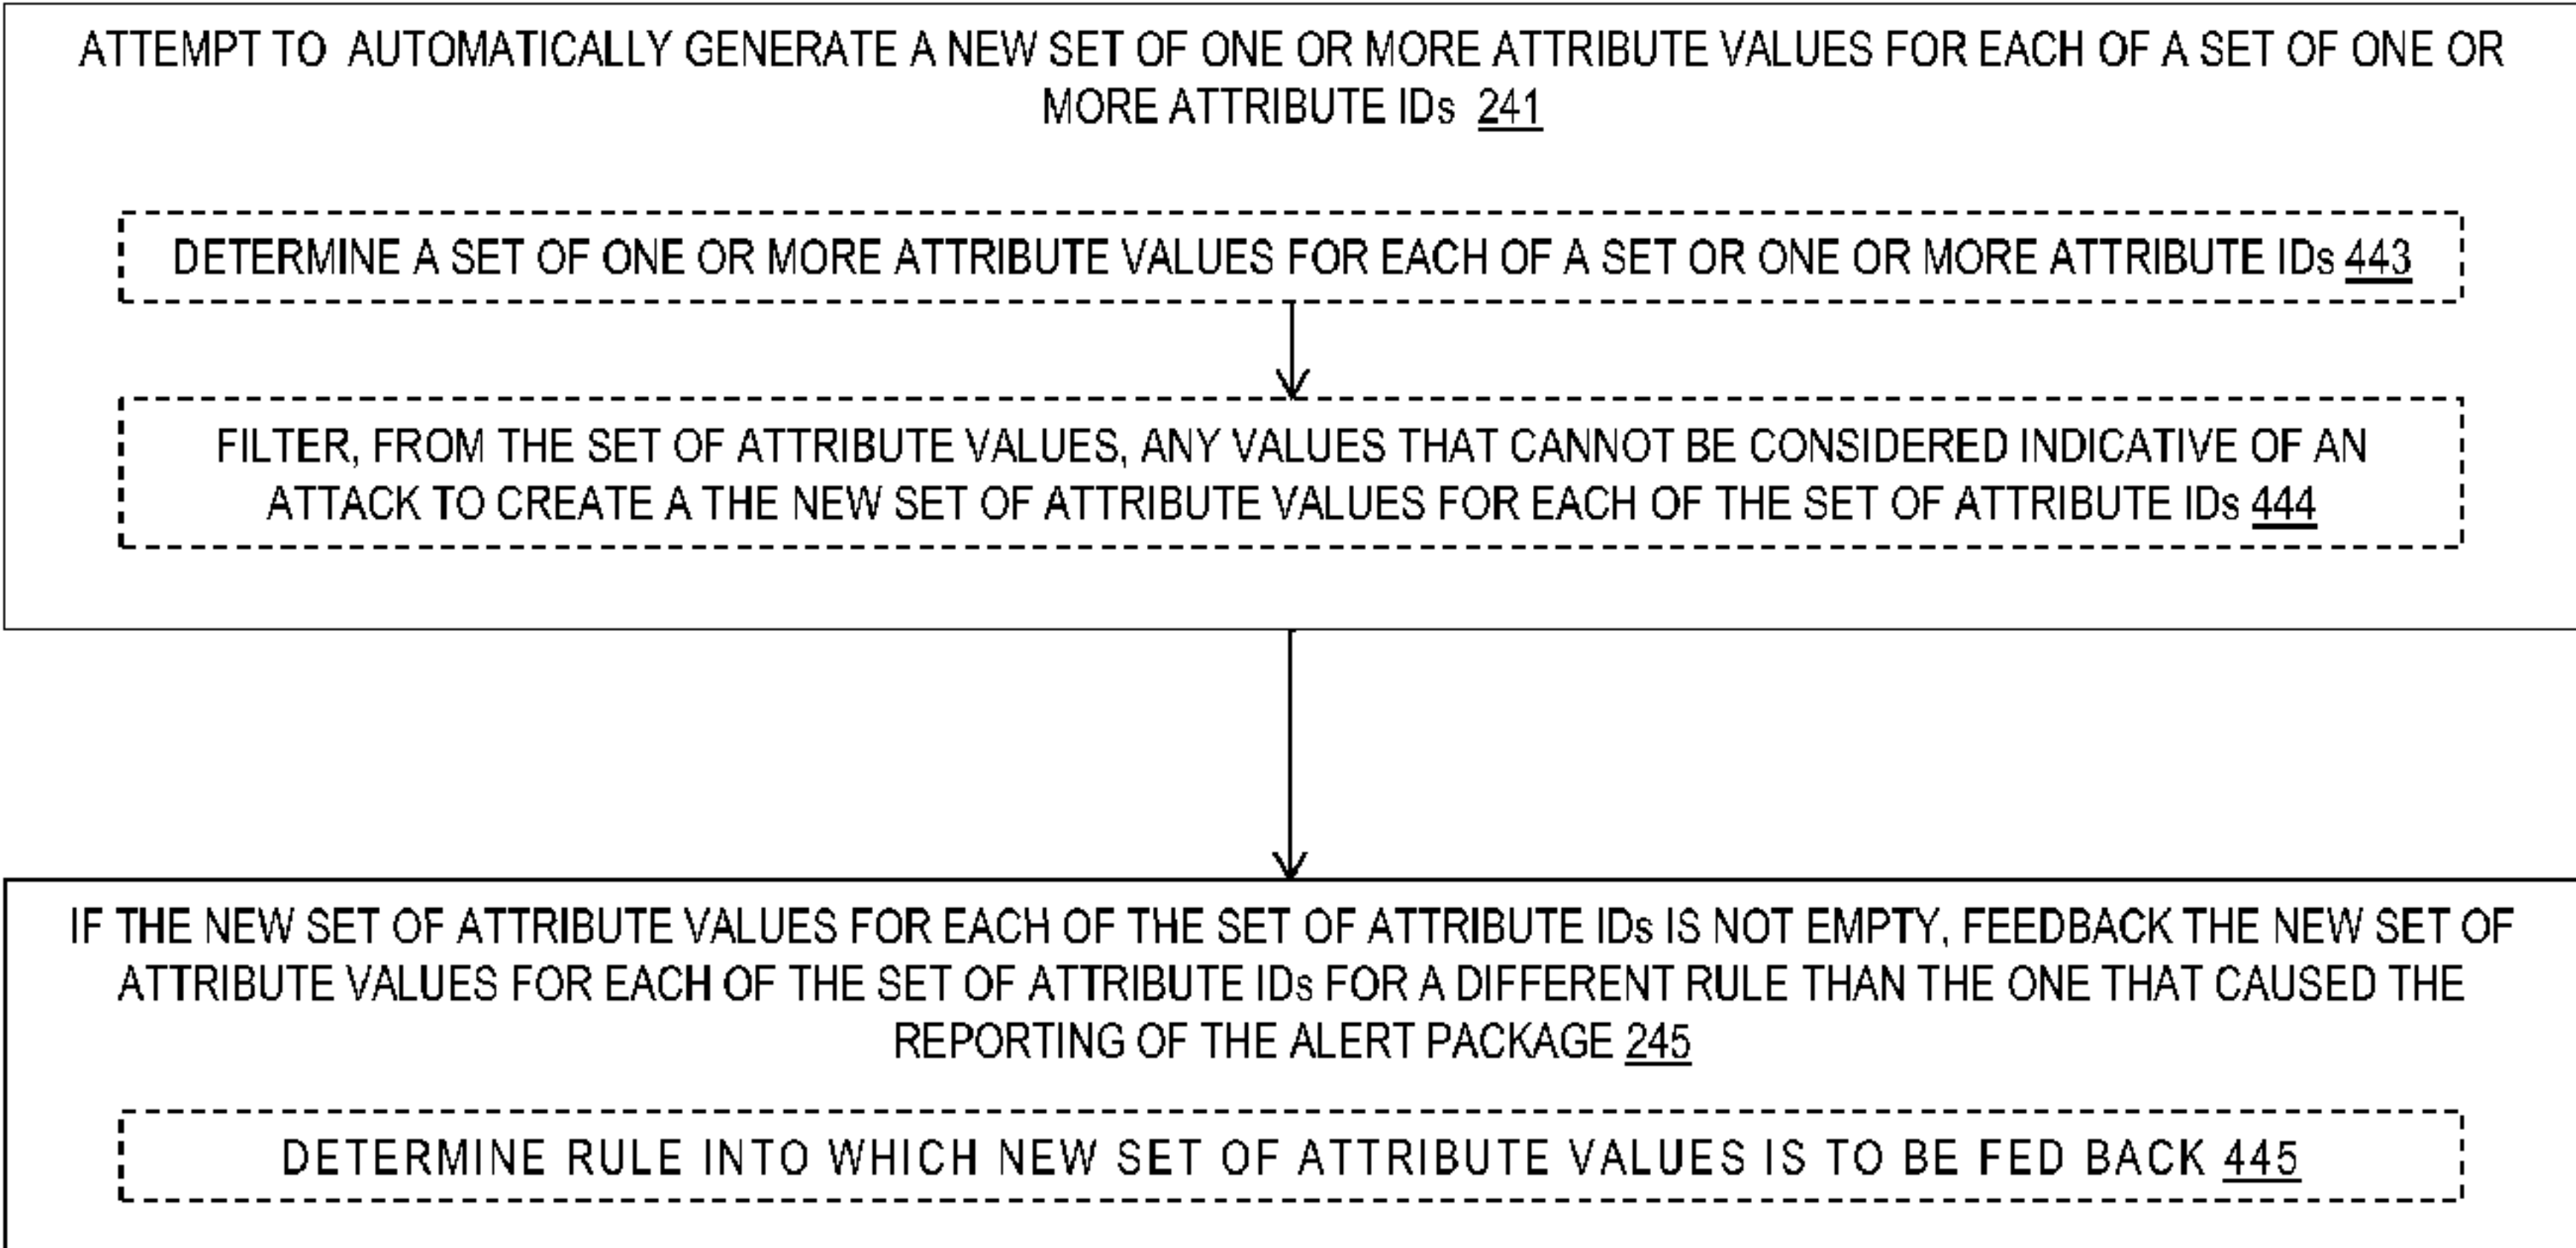 ATTEMPT TO AUTOMATICALLY GENERATE A NEW SET OF ONE OR MORE ATTRIBUTE VALUES FOR EACH OF A SET OF ONE OR
MORE ATTRIBUTE IDs 241
DETERMINE A SET OF ONE OR MORE ATTRIBUTE VALUES FOR EACH OF A SET OR ONE OR MORE ATTRIBUTE IDs 443
FILTER, FROM THE SET OF ATTRIBUTE VALUES, ANY VALUES THAT CANNOT BE CONSIDERED INDICATIVE OF AN
ATTACK TO CREATE A THE NEW SET OF ATTRIBUTE VALUES FOR EACH OF THE SET OF ATTRIBUTE IDs 444
IF THE NEW SET OF ATTRIBUTE VALUES FOR EACH OF THE SET OF ATTRIBUTE IDs IS NOT EMPTY, FEEDBACK THE NEW SET OF
ATTRIBUTE VALUES FOR EACH OF THE SET OF ATTRIBUTE IDs FOR A DIFFERENT RULE THAN THE ONE THAT CAUSED THE
REPORTING OF THE ALERT PACKAGE 245
DETERMINE RULE INTO WHICH NEW SET OF ATTRIBUTE VALUES IS TO BE FED BACK 445